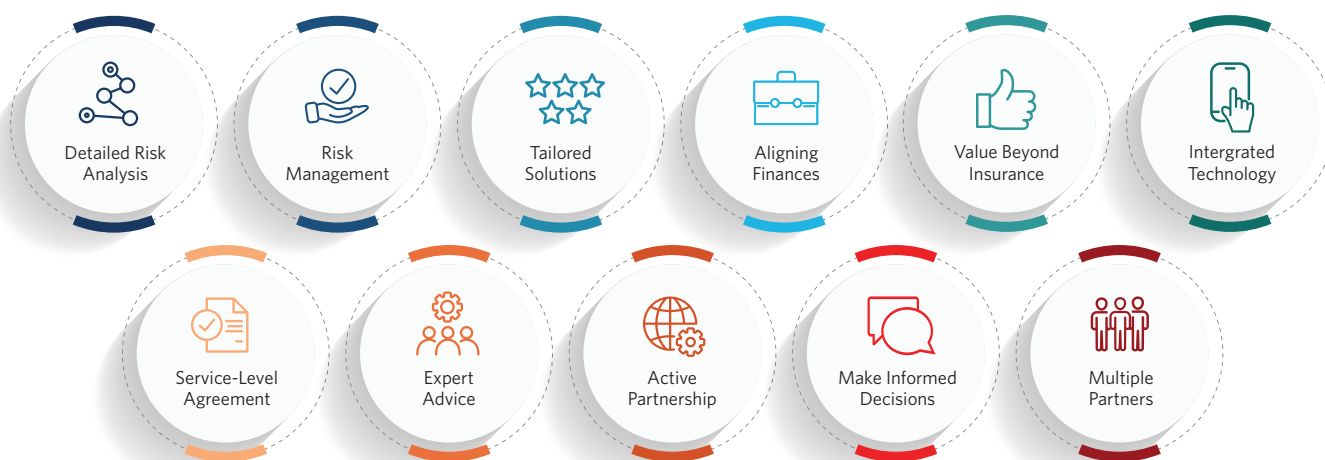 Detailed Risk
Analysis
Risk
Management
Tailored
Solutions
Aligning
Finances
Value Beyond
Insurance
Intergrated
Technology
Service-Level
Agreement
Expert
Advice
Active
Partnership
Make Informed
Decisions
Multiple
Partners